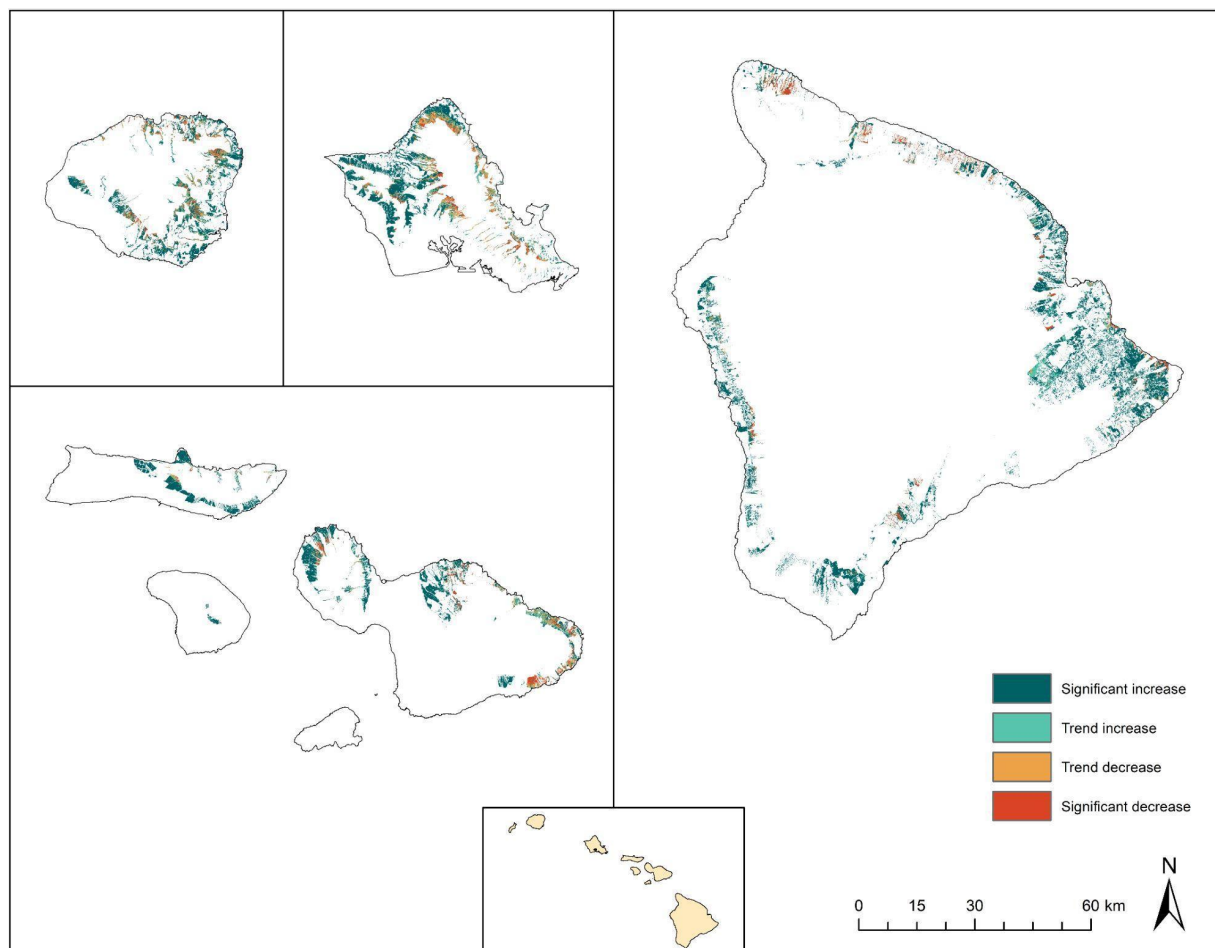 Significant increase
Trend increase
Trend decrease
Significant decrease
N
0 15 30 60 km